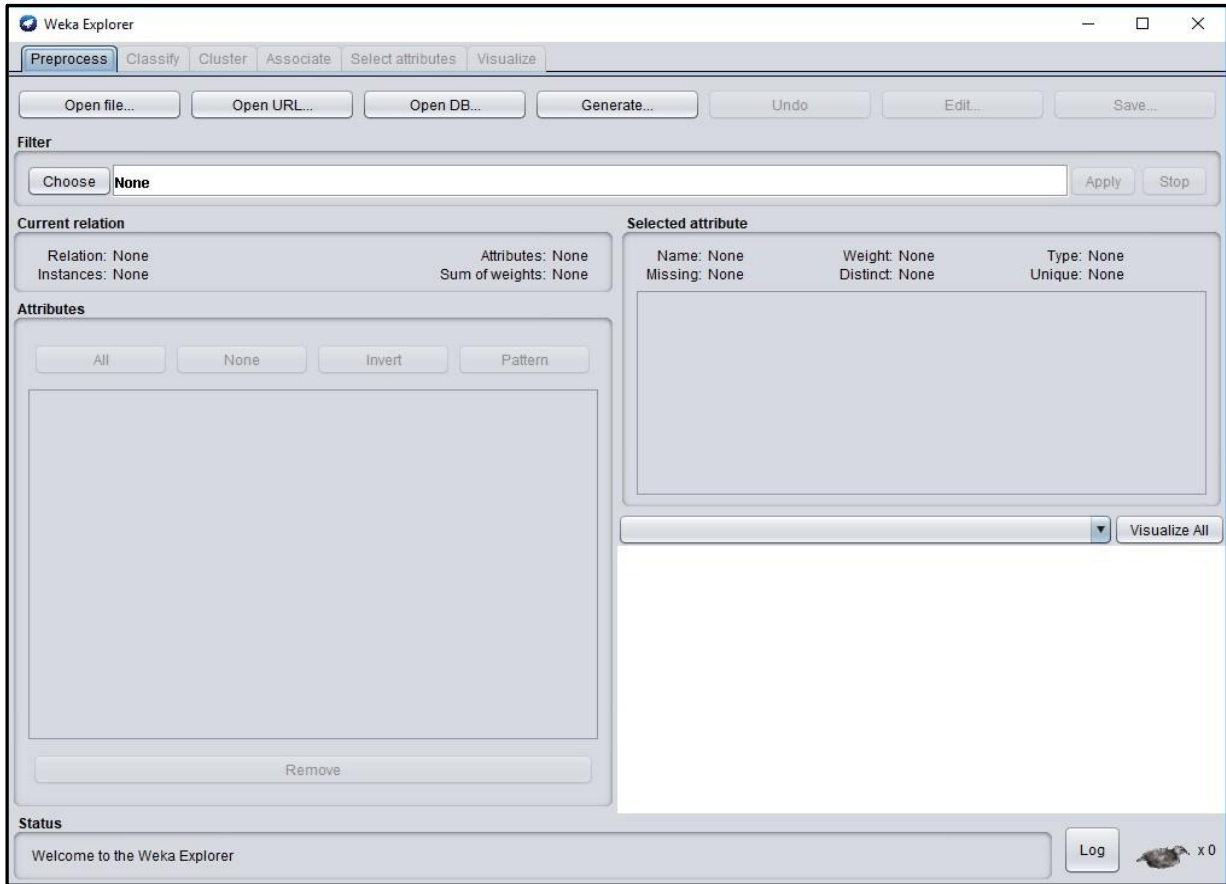 Weka Explorer
Preprocess Classify Cluster Associate Select attributes Visualize
Open file... Open URL... Open DB... Generate... Undo Edit... Save...
Filter
Choose None Apply Stop
Current relation
Relation: None Attributes: None
Instances: None Sum of weights: None
Attributes
All None Invert Pattern
Remove
Selected attribute
Name: None Weight: None Type: None
Missing: None Distinct: None Unique: None
Visualize All
Status
Welcome to the Weka Explorer
Log x 0